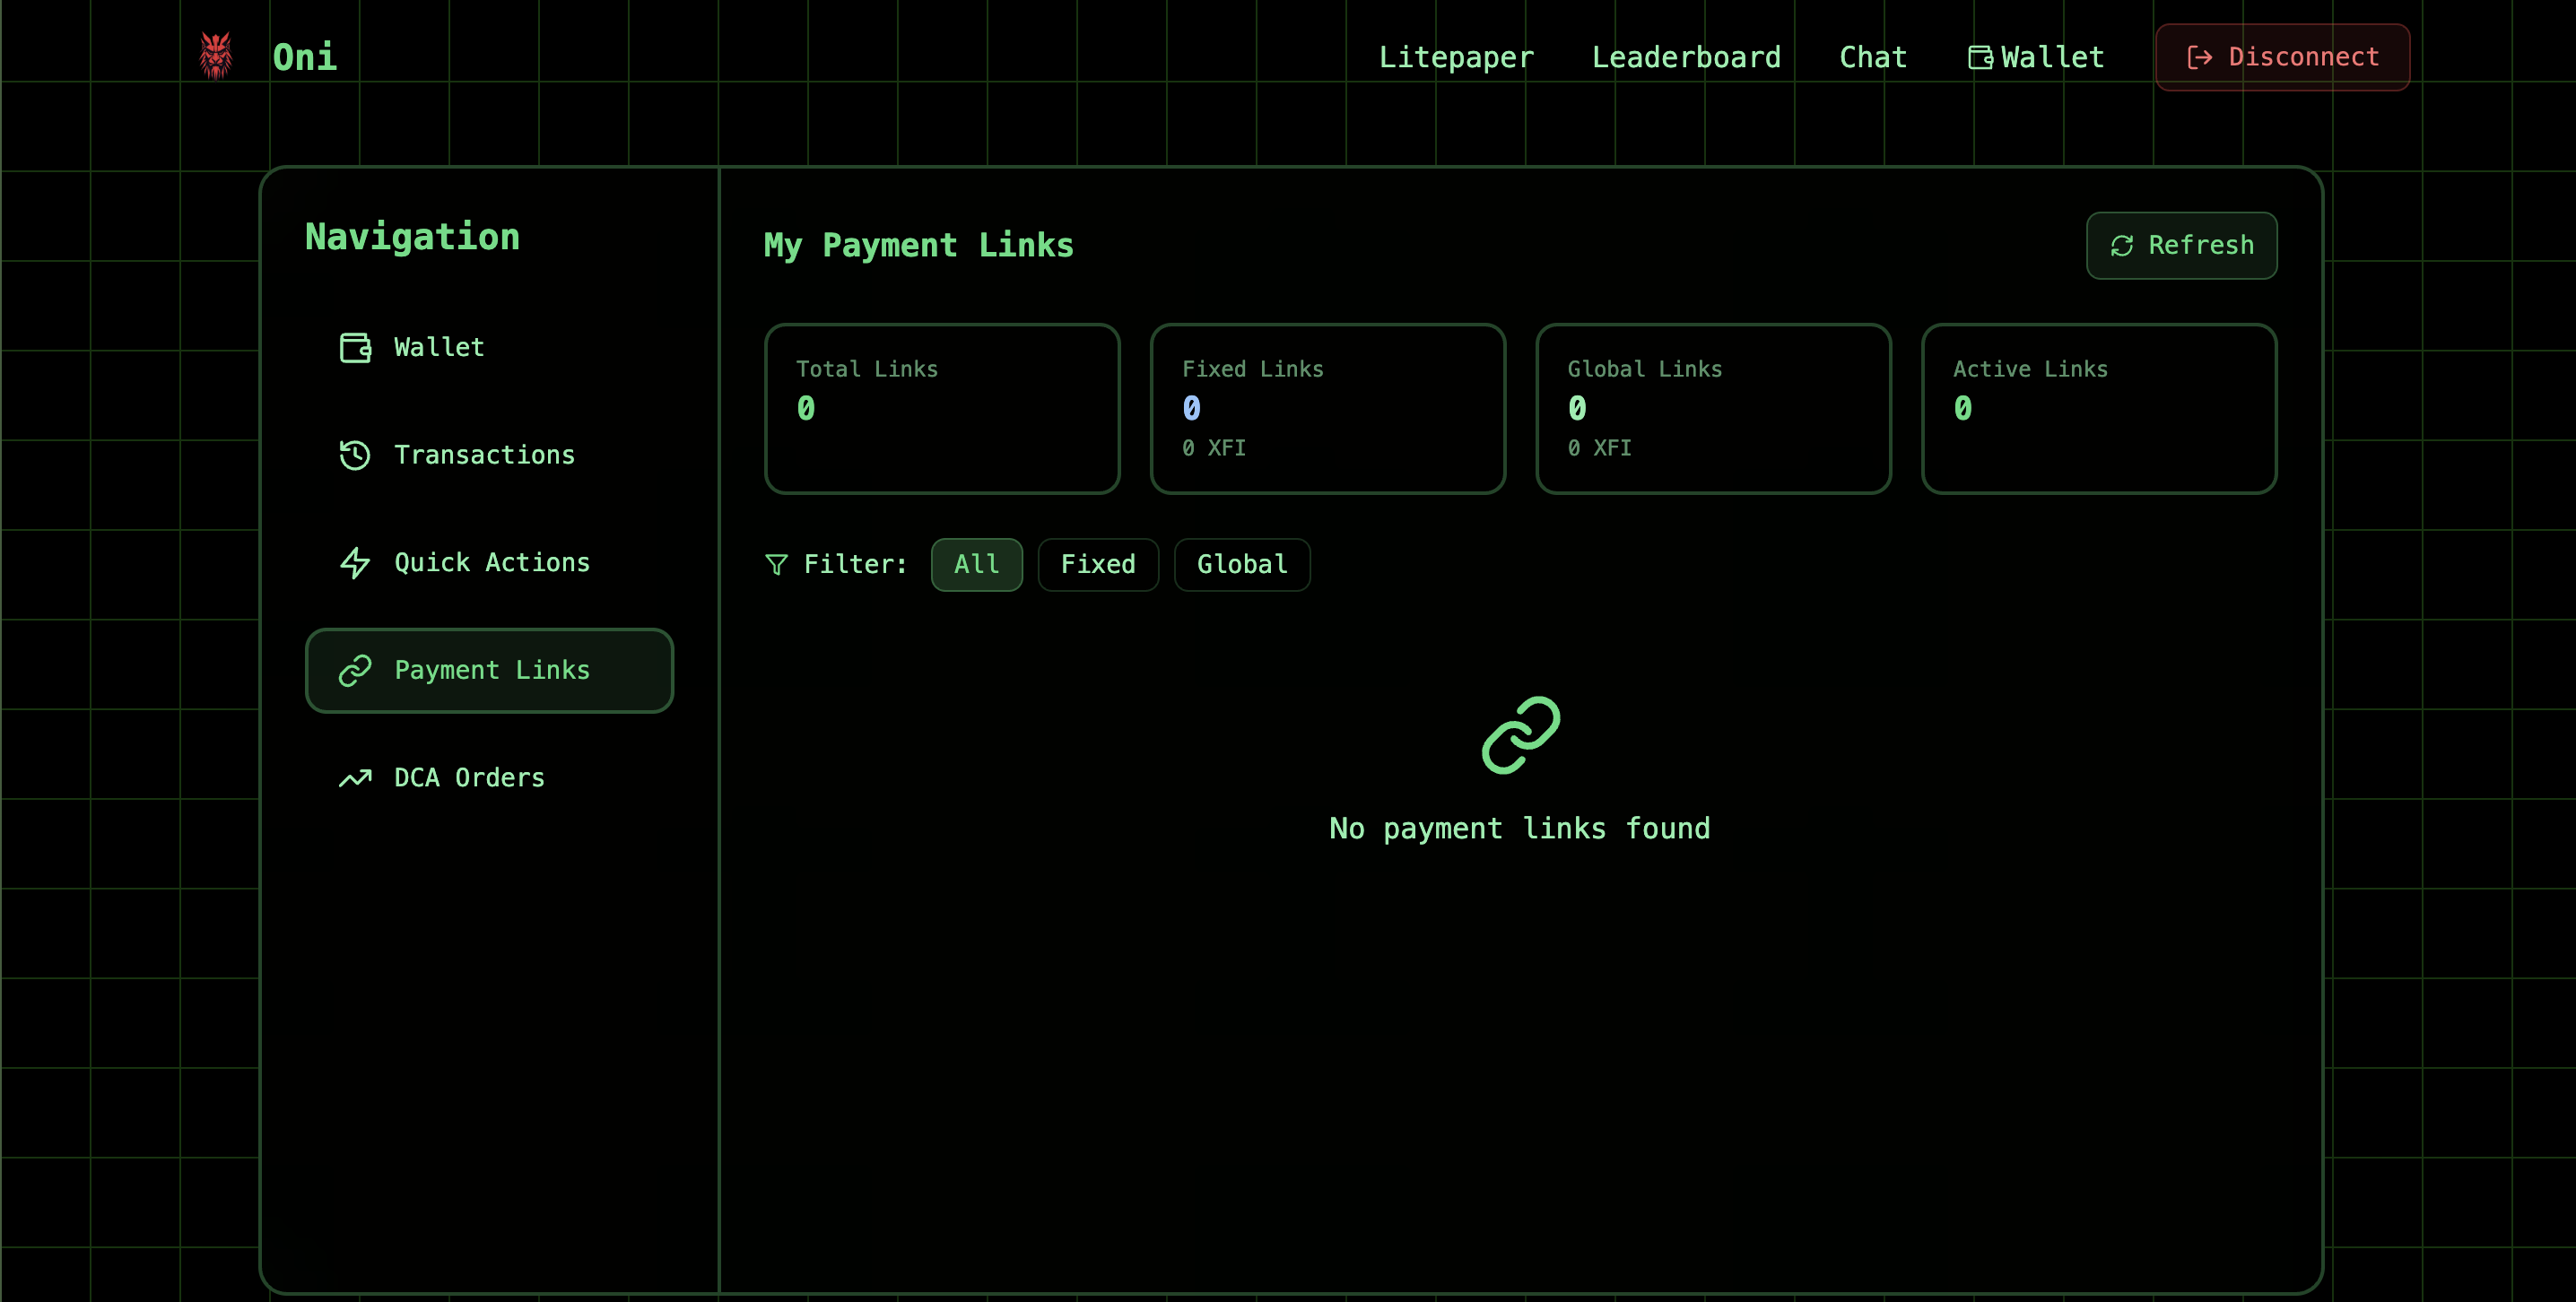 Oni
Litepaper
Leaderboard
Chat
Wallet
Disconnect
Navigation
Wallet
Transactions
Quick Actions
Payment Links
DCA Orders
My Payment Links
Refresh
Total Links
0
Fixed Links
0
0 XFI
Global Links
0
0 XFI
Active Links
0
Filter:
All
Fixed
Global
No payment links found